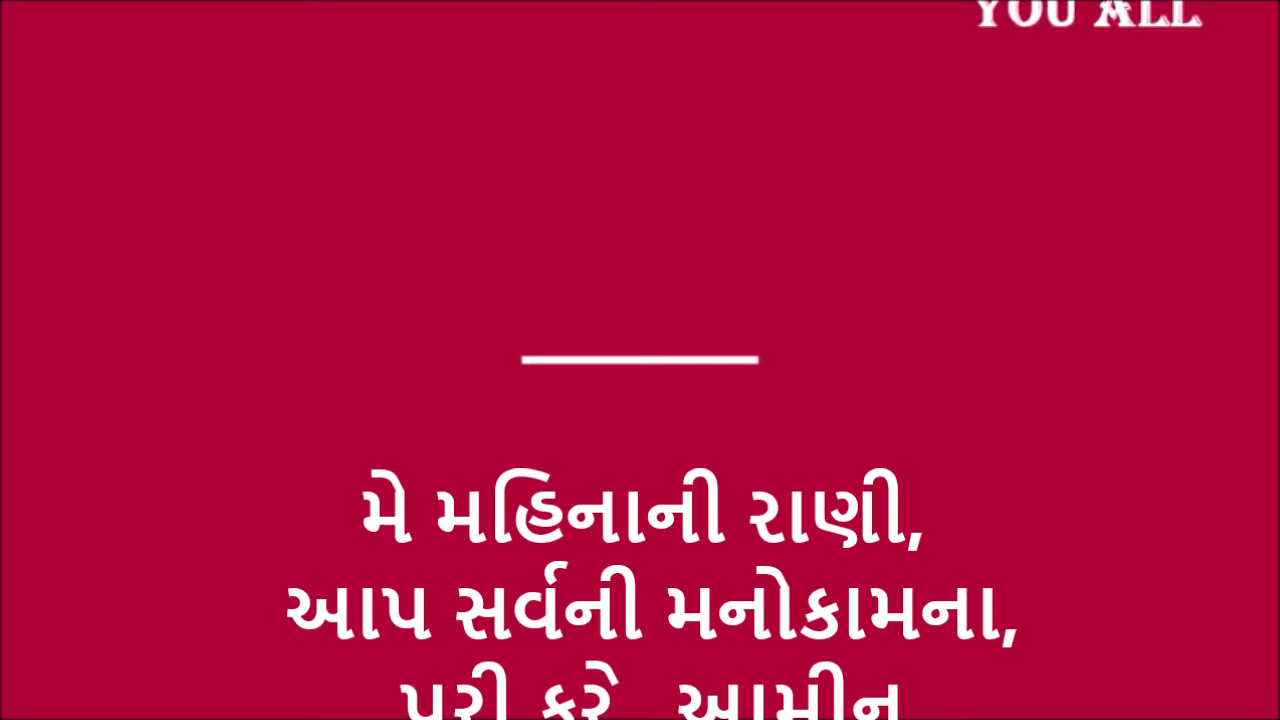 YOU ALL
મે મહિનાની રાણી,
આપ સર્વની મનોકામના,
પુરી કરે આમીન